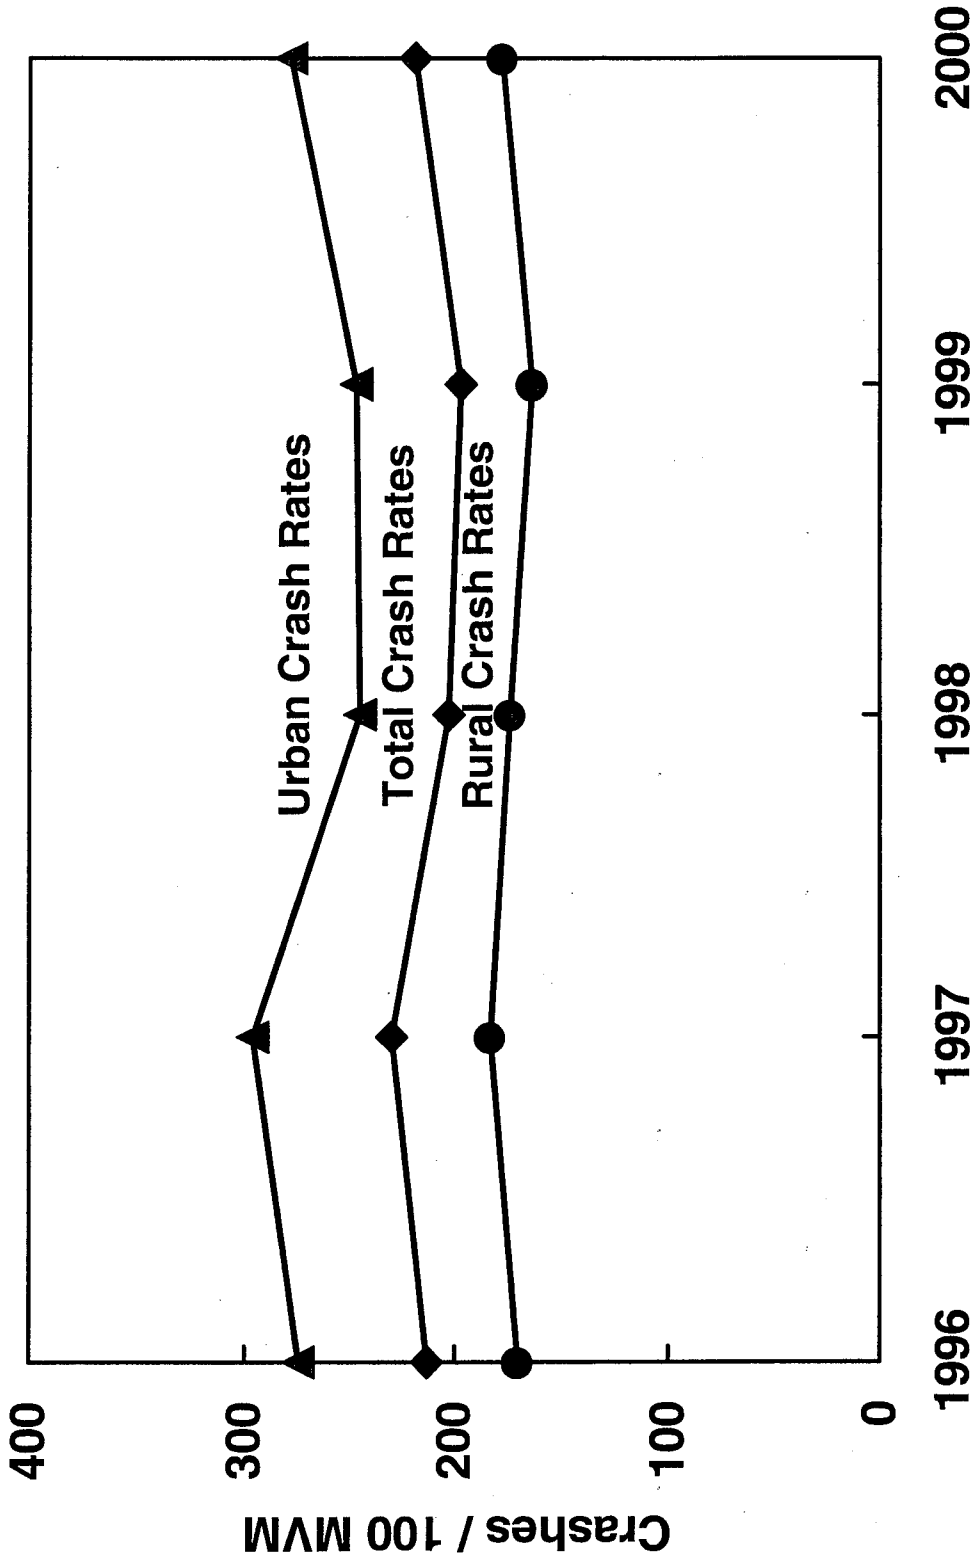 Crashes / 100 MVM
400
300
200
100
0
Urban Crash Rates
Total Crash Rates
Rural Crash Rates
1996
1997
1998
1999
2000